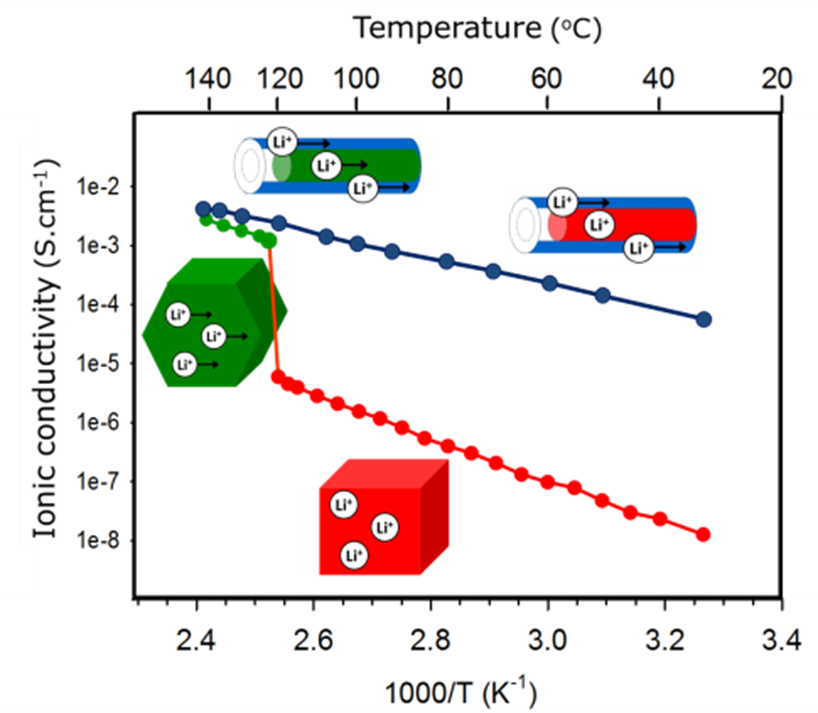 Temperature (ºC)
140 120 100 80 60 40 20
Ionic conductivity (S.cm⁻¹)
1e-2
1e-3
1e-4
1e-5
1e-6
1e-7
1e-8
Li⁺
Li⁺
Li⁺
Li⁺
Li⁺
Li⁺
Li⁺
Li⁺
Li⁺
Li⁺
Li⁺
Li⁺
2.4 2.6 2.8 3.0 3.2 3.4
1000/T (K⁻¹)